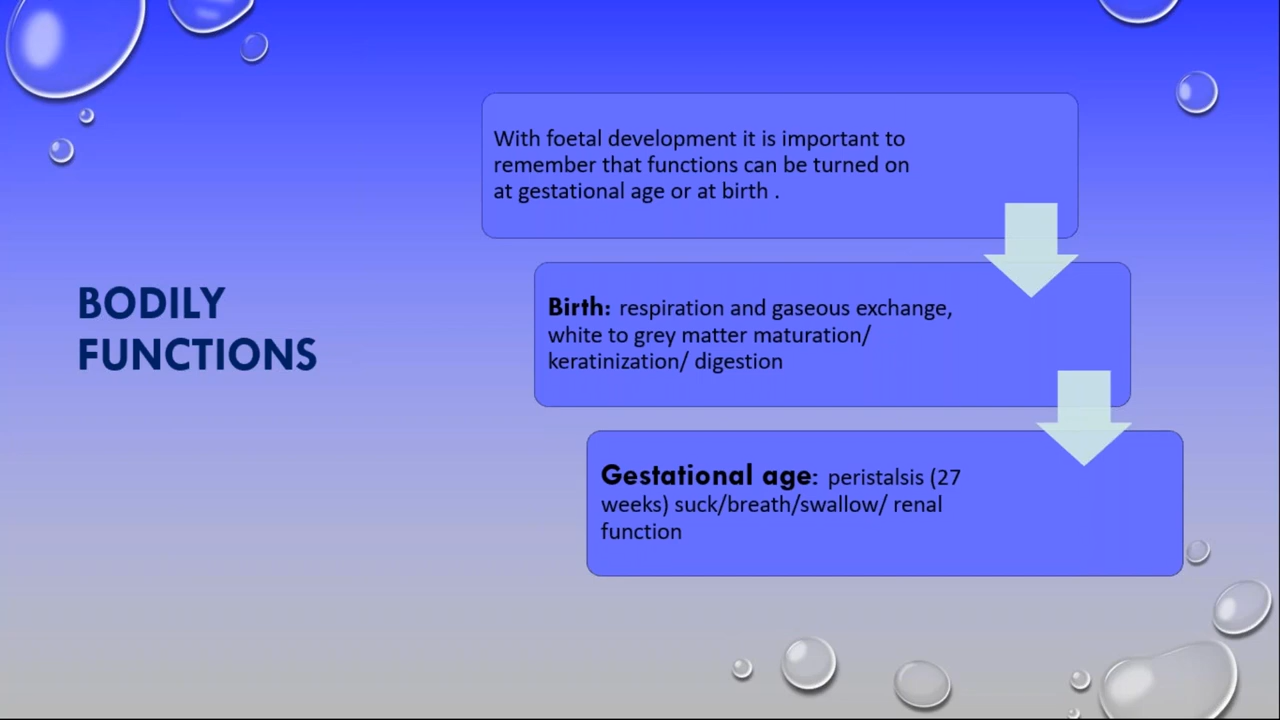 BODILY
FUNCTIONS
With foetal development it is important to
remember that functions can be turned on
at gestational age or at birth .
Birth: respiration and gaseous exchange,
white to grey matter maturation/
keratinization/ digestion
Gestational age: peristalsis (27
weeks) suck/breath/swallow/ renal
function